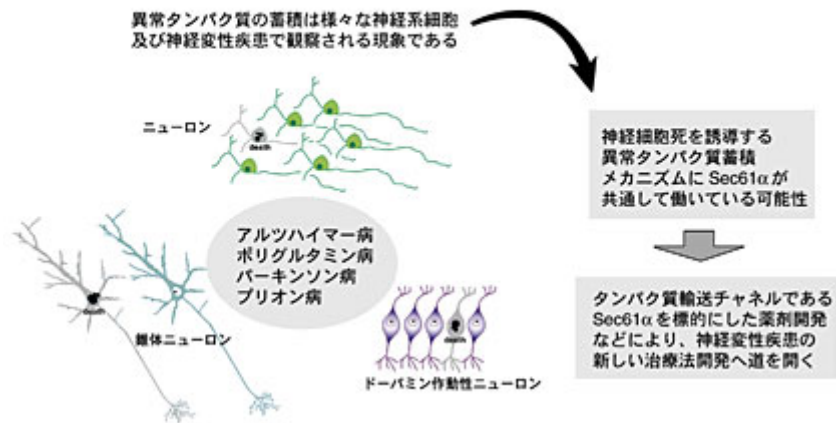 異常タンパク質の蓄積は様々な神経系細胞
及び神経変性疾患で観察される現象である
ニューロン
death
アルツハイマー病
ポリグルタミン病
パーキンソン病
プリオン病
death
錐体ニューロン
death
ドーパミン作動性ニューロン
神経細胞死を誘導する
異常タンパク質蓄積
メカニズムに Sec61αが
共通して働いている可能性
タンパク質輸送チャネルである
Sec61αを標的にした薬剤開発
などにより、神経変性疾患の
新しい治療法開発へ道を開く